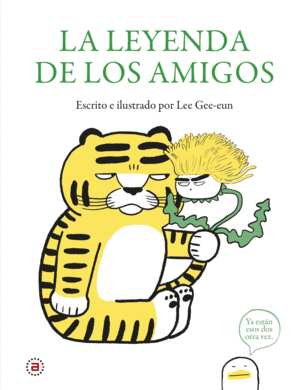 LA LEYENDA
DE LOS AMIGOS
Escrito e ilustrado por Lee Gee-eun
Ya están
esos dos
otra vez.
a